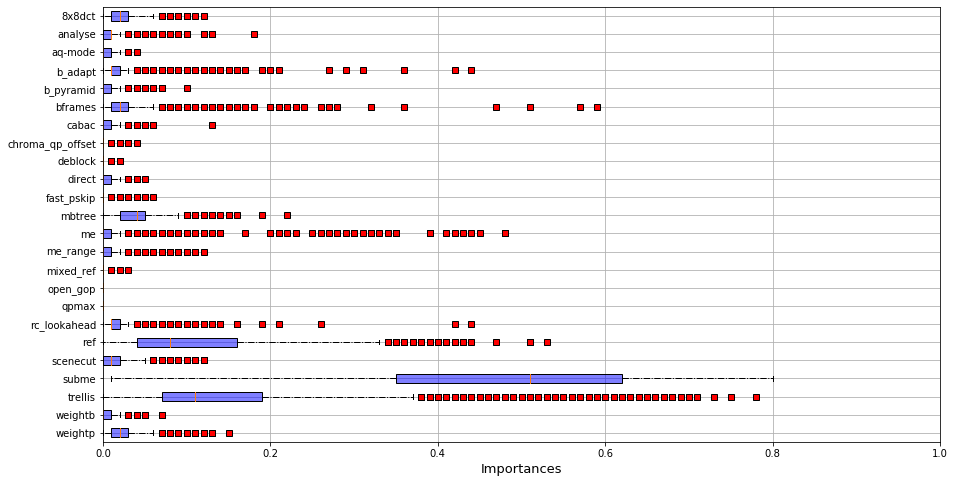 8x8dct
analyse
aq-mode
b_adapt
b_pyramid
bframes
cabac
chroma_qp_offset
deblock
direct
fast_pskip
mbtree
me
me_range
mixed_ref
open_gop
qpmax
rc_lookahead
ref
scenecut
subme
trellis
weightb
weightp
0.0 0.2 0.4 0.6 0.8 1.0
Importances